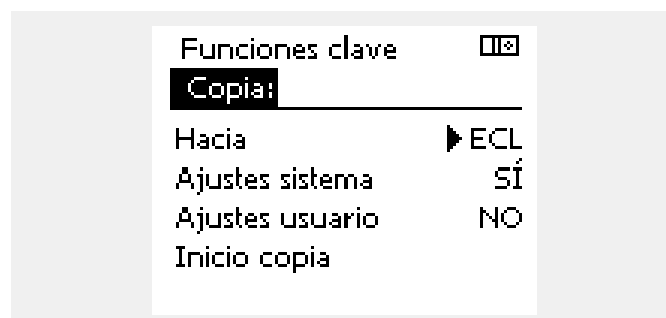 Funciones clave
Copia:
Hacia ECL
Ajustes sistema SÍ
Ajustes usuario NO
Inicio copia